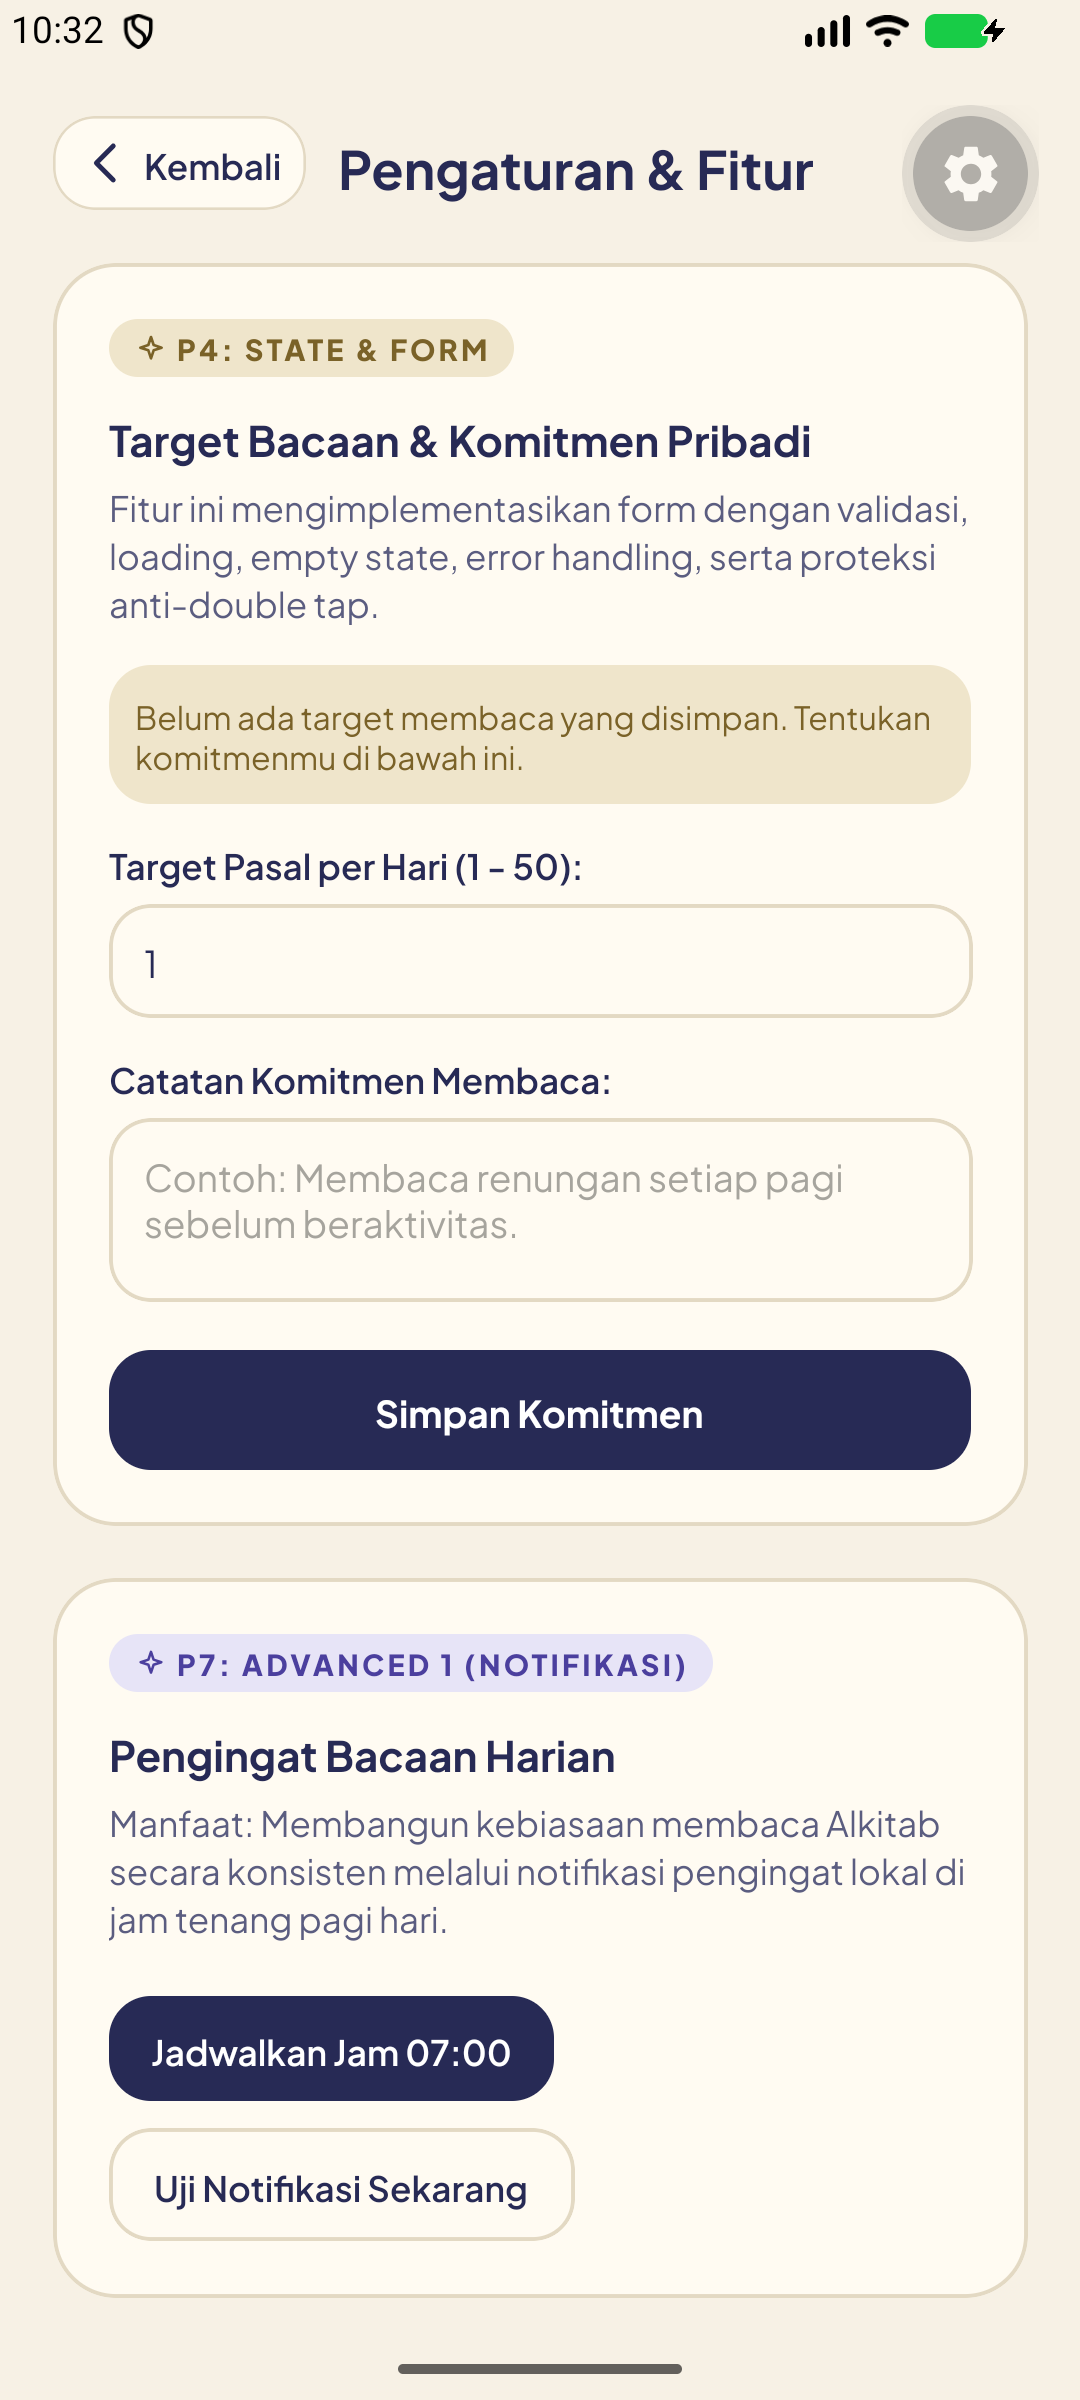 10:32
Kembali
Pengaturan & Fitur
P4: STATE & FORM
Target Bacaan & Komitmen Pribadi
Fitur ini mengimplementasikan form dengan validasi,
loading, empty state, error handling, serta proteksi
anti-double tap.
Belum ada target membaca yang disimpan. Tentukan
komitmenmu di bawah ini.
Target Pasal per Hari (1 - 50):
1
Catatan Komitmen Membaca:
Contoh: Membaca renungan setiap pagi
sebelum beraktivitas.
Simpan Komitmen
P7: ADVANCED 1 (NOTIFIKASI)
Pengingat Bacaan Harian
Manfaat: Membangun kebiasaan membaca Alkitab
secara konsisten melalui notifikasi pengingat lokal di
jam tenang pagi hari.
Jadwalkan Jam 07:00
Uji Notifikasi Sekarang